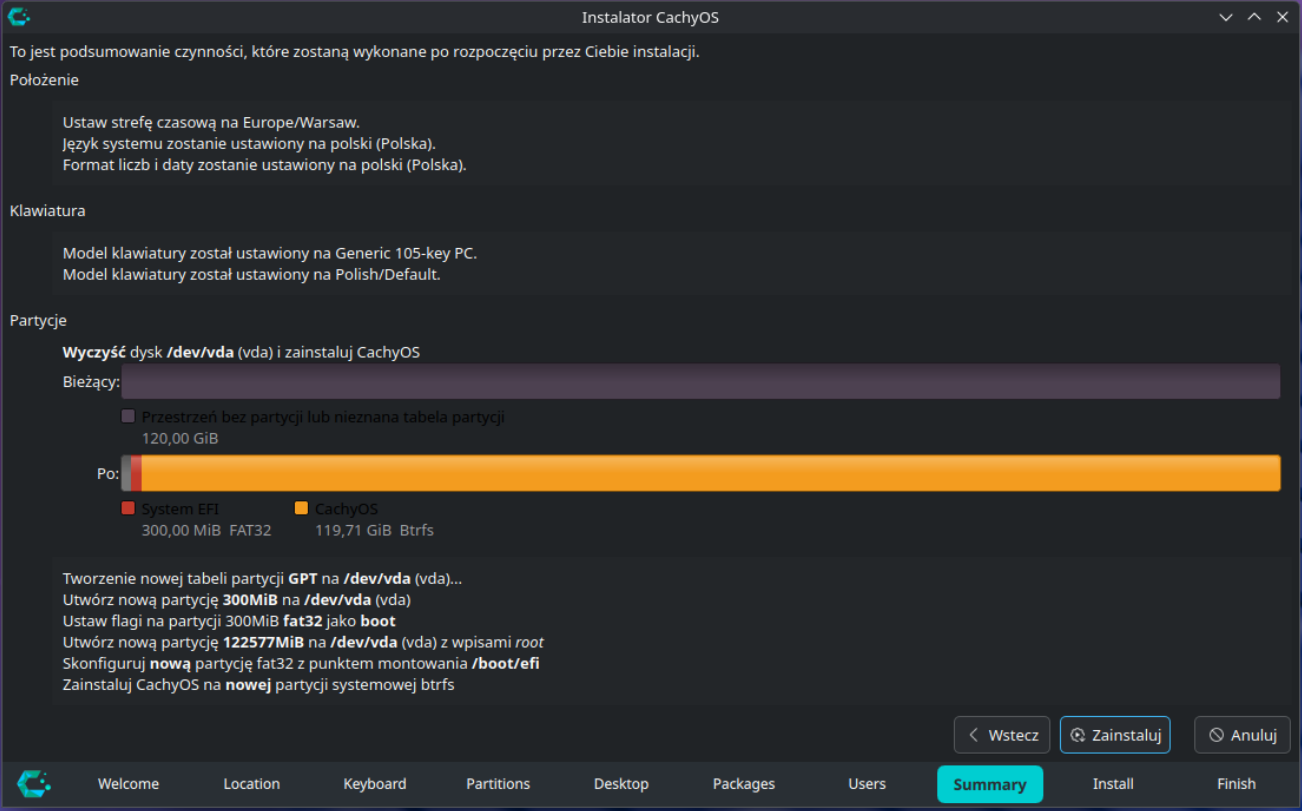 Instalator CachyOS
To jest podsumowanie czynności, które zostaną wykonane po rozpoczęciu przez Ciebie instalacji.
Położenie
Ustaw strefę czasową na Europe/Warsaw.
Język systemu zostanie ustawiony na polski (Polska).
Format liczb i daty zostanie ustawiony na polski (Polska).
Klawiatura
Model klawiatury został ustawiony na Generic 105-key PC.
Model klawiatury został ustawiony na Polish/Default.
Partycje
Wyczyść dysk /dev/vda (vda) i zainstaluj CachyOS
Bieżący:
Przestrzeń bez partycji lub nieznana tabela partycji
120,00 GiB
Po:
System EFI CachyOS
300,00 MiB FAT32 119,71 GiB Btrfs
Tworzenie nowej tabeli partycji GPT na /dev/vda (vda)...
Utwórz nową partycję 300MiB na /dev/vda (vda)
Ustaw flagi na partycji 300MiB fat32 jako boot
Utwórz nową partycję 122577MiB na /dev/vda (vda) z wpisami root
Skonfiguruj nową partycję fat32 z punktem montowania /boot/efi
Zainstaluj CachyOS na nowej partycji systemowej btrfs
Wstecz Zainstaluj Anuluj
Welcome Location Keyboard Partitions Desktop Packages Users Summary Install Finish